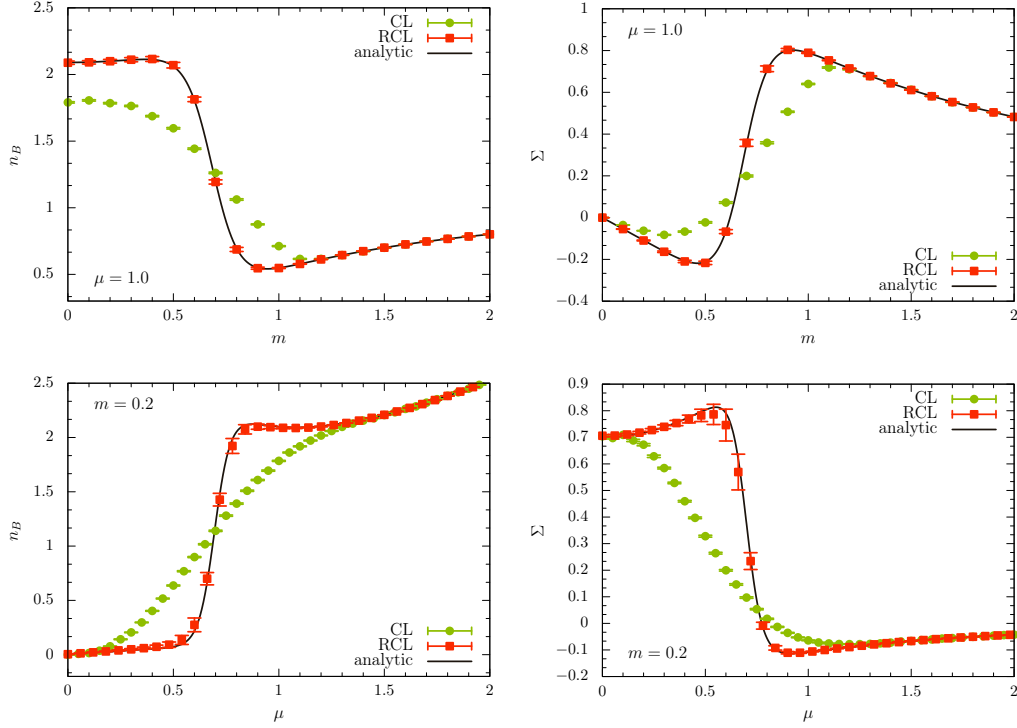 2.5
2
1.5
1
0.5
n_B
0 0.5 1 1.5 2
m
CL
RCL
analytic
μ = 1.0
1
0.8
0.6
0.4
0.2
0
−0.2
−0.4
Σ
0 0.5 1 1.5 2
m
μ = 1.0
CL
RCL
analytic
2.5
2
1.5
1
0.5
0
n_B
0 0.5 1 1.5 2
μ
m = 0.2
CL
RCL
analytic
0.9
0.8
0.7
0.6
0.5
0.4
0.3
0.2
0.1
0
−0.1
−0.2
Σ
0 0.5 1 1.5 2
μ
CL
RCL
analytic
m = 0.2